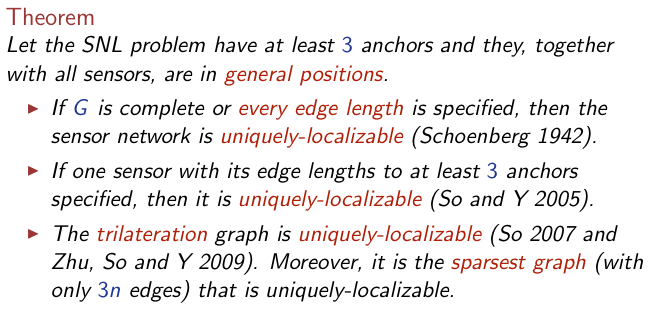 Theorem
Let the SNL problem have at least 3 anchors and they, together
with all sensors, are in general positions.
▶ If G is complete or every edge length is specified, then the
sensor network is uniquely-localizable (Schoenberg 1942).
▶ If one sensor with its edge lengths to at least 3 anchors
specified, then it is uniquely-localizable (So and Y 2005).
▶ The trilateration graph is uniquely-localizable (So 2007 and
Zhu, So and Y 2009). Moreover, it is the sparsest graph (with
only 3n edges) that is uniquely-localizable.